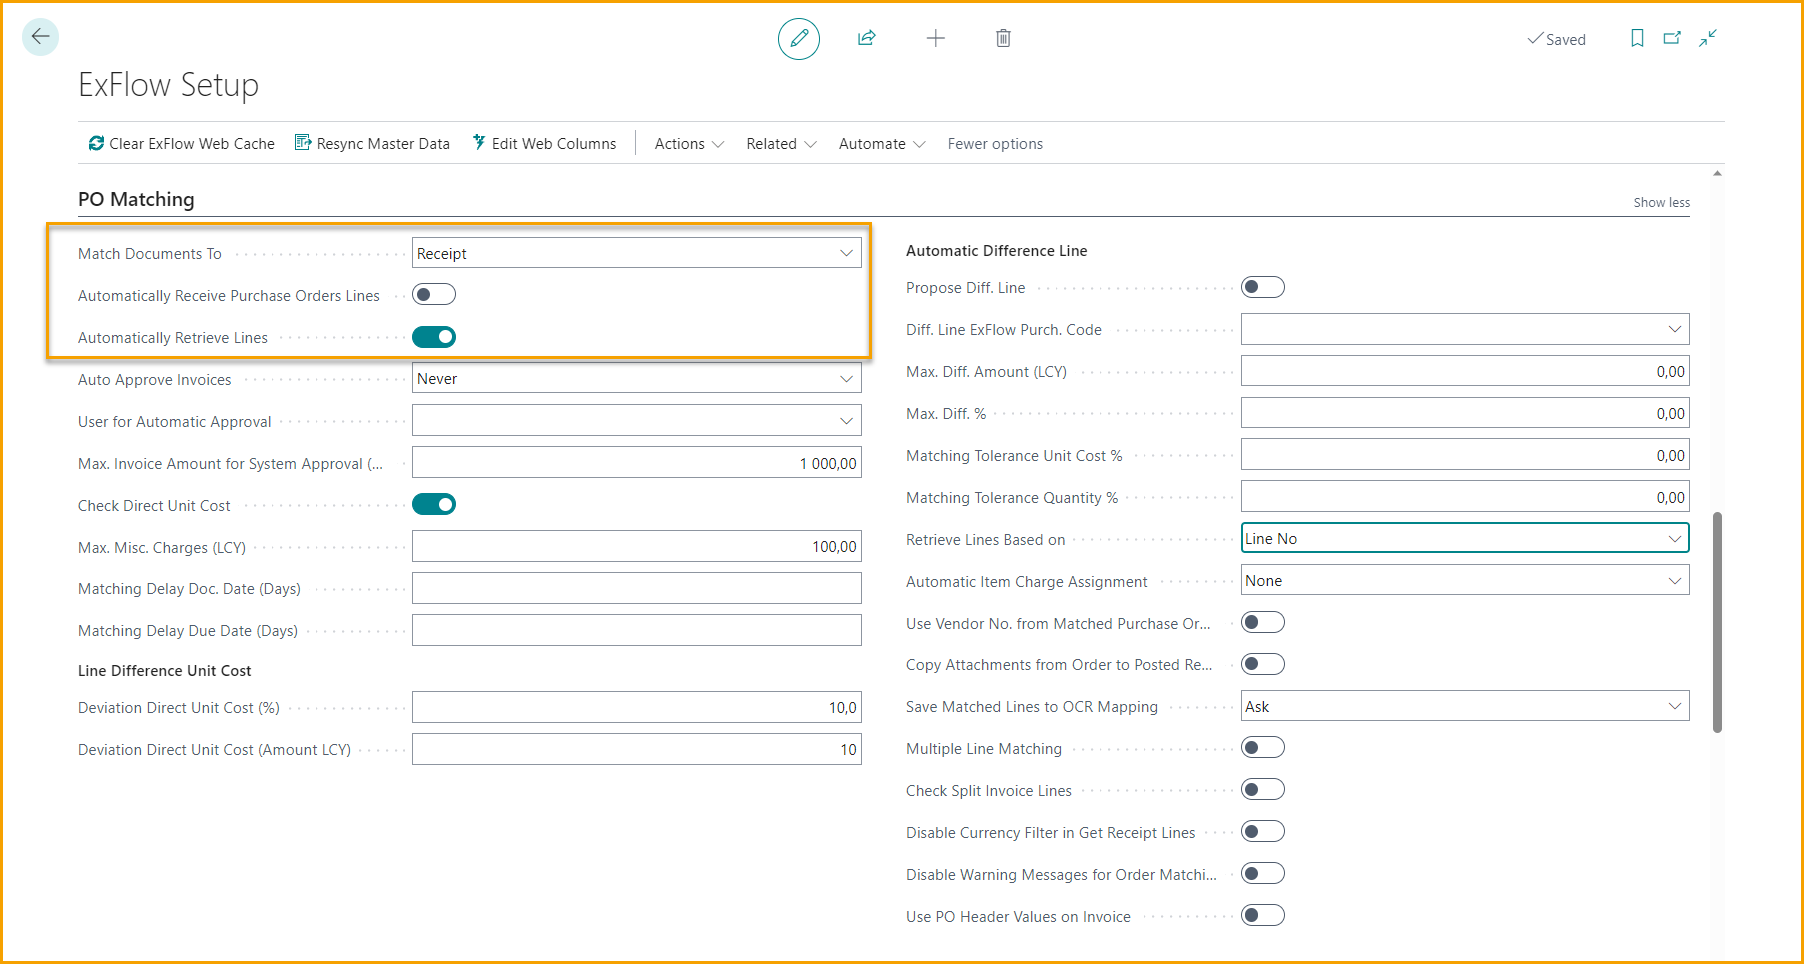 Saved
ExFlow Setup
Clear ExFlow Web Cache
Resync Master Data
Edit Web Columns
Actions
Related
Automate
Fewer options
PO Matching
Show less
Match Documents To
Receipt
Automatically Receive Purchase Orders Lines
Automatically Retrieve Lines
Auto Approve Invoices
Never
User for Automatic Approval
Max. Invoice Amount for System Approval (...
1 000,00
Check Direct Unit Cost
Max. Misc. Charges (LCY)
100,00
Matching Delay Doc. Date (Days)
Matching Delay Due Date (Days)
Line Difference Unit Cost
Deviation Direct Unit Cost (%)
10,0
Deviation Direct Unit Cost (Amount LCY)
10
Automatic Difference Line
Propose Diff. Line
Diff. Line ExFlow Purch. Code
Max. Diff. Amount (LCY)
0,00
Max. Diff. %
0,00
Matching Tolerance Unit Cost %
0,00
Matching Tolerance Quantity %
0,00
Retrieve Lines Based on
Line No
Automatic Item Charge Assignment
None
Use Vendor No. from Matched Purchase Or...
Copy Attachments from Order to Posted Re...
Save Matched Lines to OCR Mapping
Ask
Multiple Line Matching
Check Split Invoice Lines
Disable Currency Filter in Get Receipt Lines
Disable Warning Messages for Order Matchi...
Use PO Header Values on Invoice